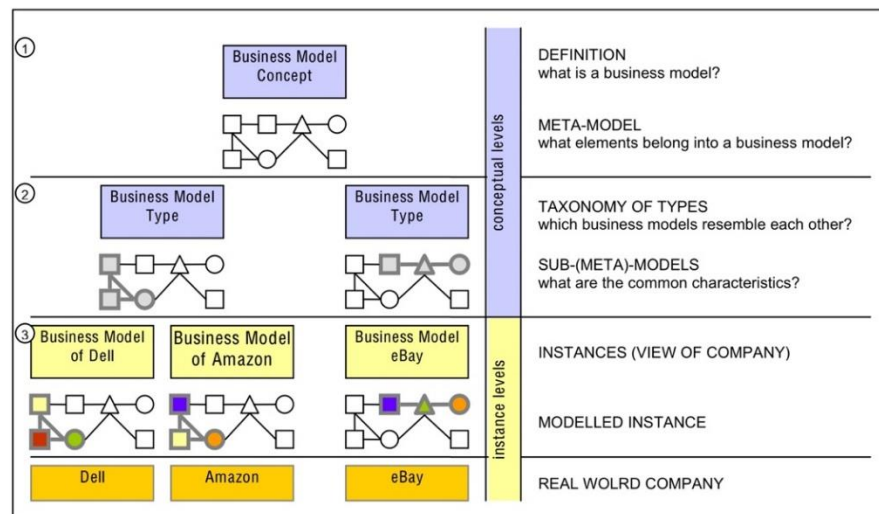 1
Business Model
Concept
DEFINITION
what is a business model?
META-MODEL
what elements belong into a business model?
conceptual levels
2
Business Model
Type
Business Model
Type
TAXONOMY OF TYPES
which business models resemble each other?
SUB-(META)-MODELS
what are the common characteristics?
3
Business Model
of Dell
Business Model
of Amazon
Business Model
eBay
INSTANCES (VIEW OF COMPANY)
MODELLED INSTANCE
instance levels
Dell
Amazon
eBay
REAL WOLRD COMPANY